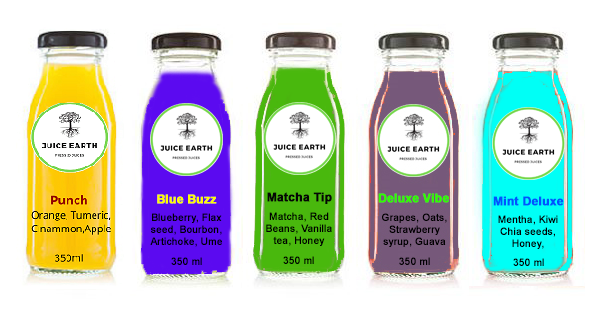 JUICE EARTH
PRESSED JUICES
Punch
Orange, Tumeric,
Cinammon,Apple
350ml
JUICE EARTH
PRESSED JUICES
Blue Buzz
Blueberry, Flax
seed, Bourbon,
Artichoke, Ume
350 ml
JUICE EARTH
PRESSED JUICES
Matcha Tip
Matcha, Red
Beans, Vanilla
tea, Honey
350 ml
JUICE EARTH
PRESSED JUICES
Deluxe Vibe
Grapes, Oats,
Strawberry
syrup, Guava
350 ml
JUICE EARTH
PRESSED JUICES
Mint Deluxe
Mentha, Kiwi
Chia seeds,
Honey,
350 ml